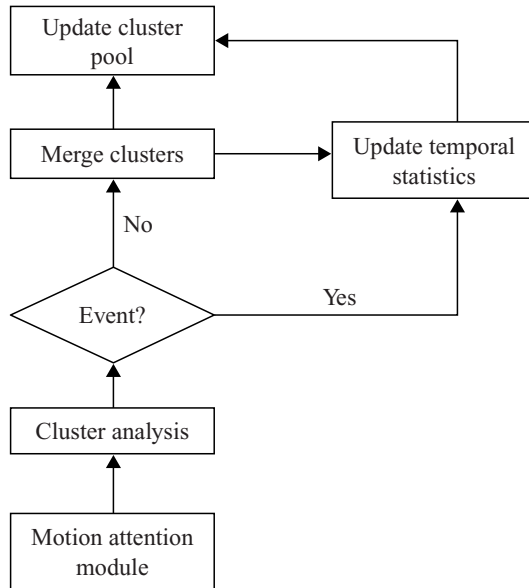 Update cluster
pool
Merge clusters
Update temporal
statistics
No
Event?
Yes
Cluster analysis
Motion attention
module